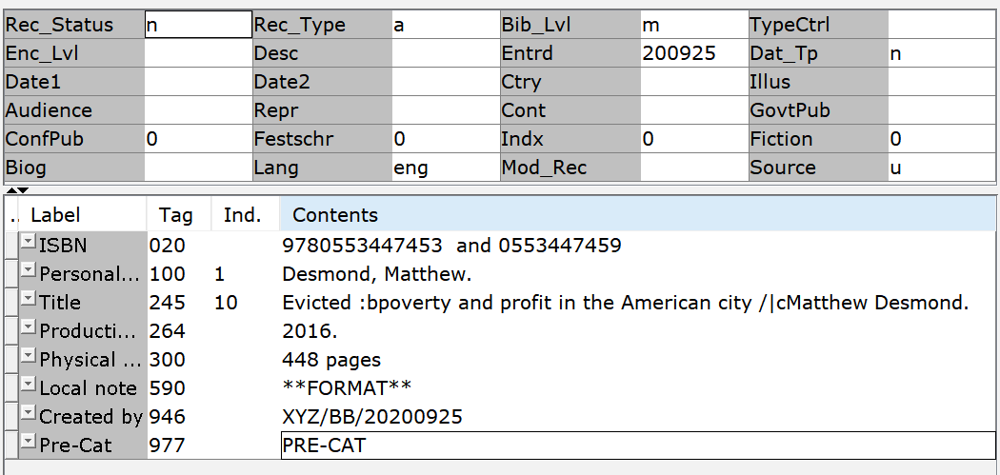 Rec_Status n Rec_Type a Bib_Lvl m TypeCtrl
Enc_Lvl Desc Entrd 200925 Dat_Tp n
Date1 Date2 Ctry Illus
Audience Repr Cont GovtPub
ConfPub 0 Festschr 0 Indx 0 Fiction 0
Biog Lang eng Mod_Rec Source u
.. Label Tag Ind. Contents
ISBN 020 9780553447453 and 0553447459
Personal... 100 1 Desmond, Matthew.
Title 245 10 Evicted :bpoverty and profit in the American city /|cMatthew Desmond.
Producti... 264 2016.
Physical ... 300 448 pages
Local note 590 **FORMAT**
Created by 946 XYZ/BB/20200925
Pre-Cat 977 PRE-CAT